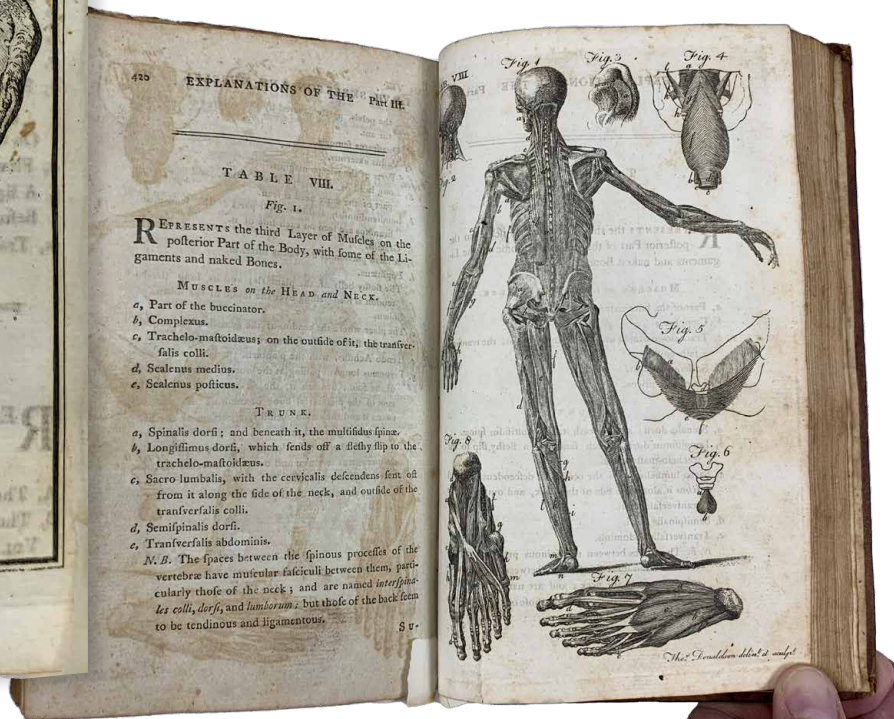 420 EXPLANATIONS OF THE Part III.
TABLE VIII.
Fig. 1.
REPRESENTS the third Layer of Muſcles on the
poſterior Part of the Body, with ſome of the Li-
gaments and naked Bones.
MUSCLES on the HEAD and NECK.
a, Part of the buccinator.
b, Complexus.
c, Trachelo-maſtoidæus; on the outſide of it, the tranſver-
ſalis colli.
d, Scalenus medius.
e, Scalenus poſticus.
TRUNK.
a, Spinalis dorſi; and beneath it, the multifidus ſpinæ.
b, Longiſſimus dorſi, which ſends off a fleſhy ſlip to the
trachelo-maſtoidæus.
c, Sacro lumbalis, with the cervicalis deſcendens ſent off
from it along the ſide of the neck, and outſide of the
tranſverſalis colli.
d, Semiſpinalis dorſi.
e, Tranſverſalis abdominis.
N. B. The ſpaces between the ſpinous proceſſes of the
vertebræ have muſcular faſciculi between them, parti-
cularly thoſe of the neck; and are named interſpina-
les colli, dorſi, and lumborum; but thoſe of the back ſeem
to be tendinous and ligamentous.
Su-
VIII
Fig. 1
Fig. 3
Fig. 4
Fig. 5
Fig. 8
Fig. 6
Fig. 7
Thos. Donaldson delint. et sculpt.